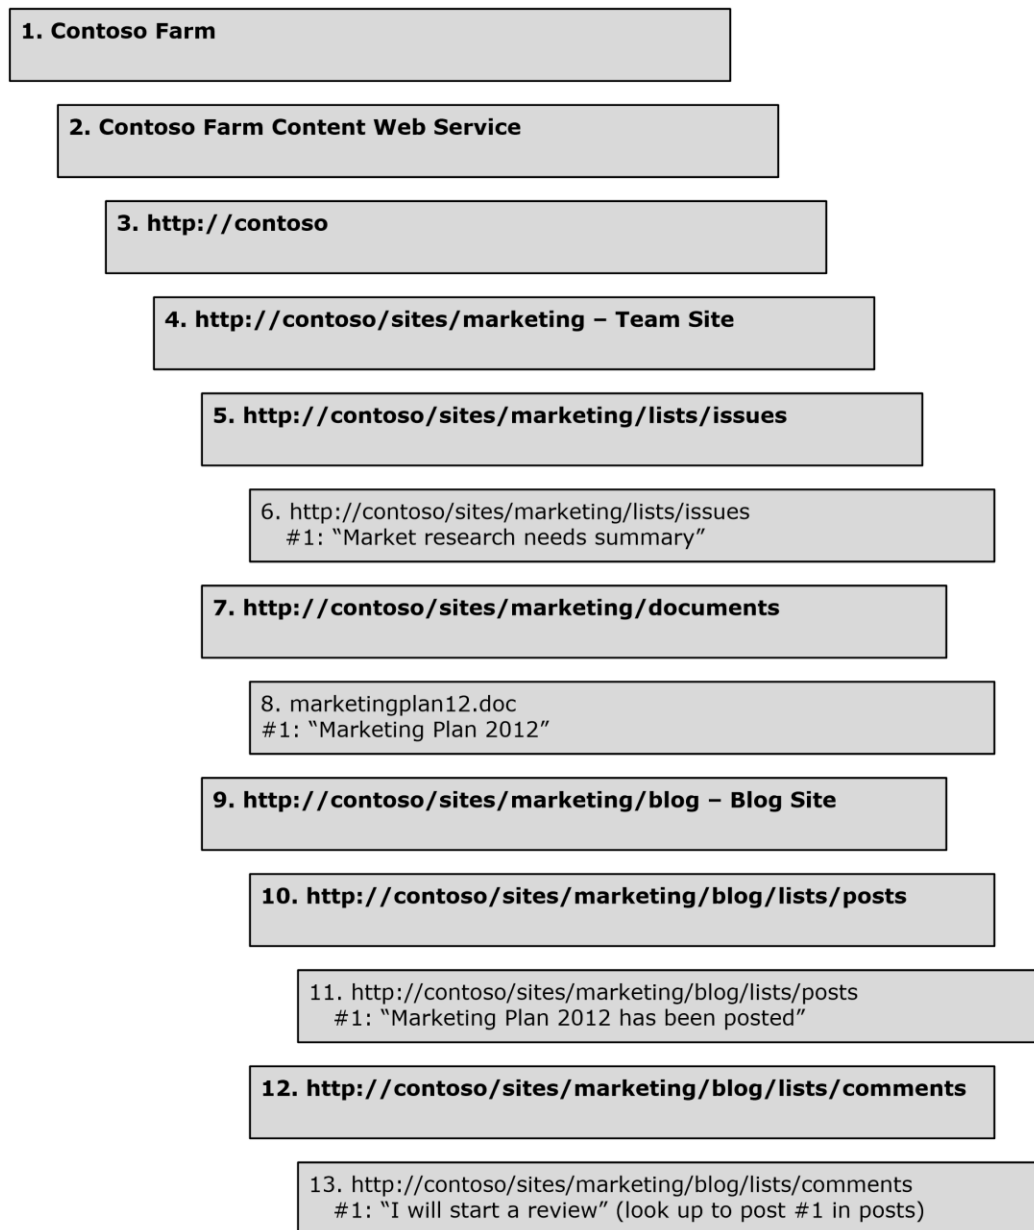 1. Contoso Farm
2. Contoso Farm Content Web Service
3. http://contoso
4. http://contoso/sites/marketing – Team Site
5. http://contoso/sites/marketing/lists/issues
6. http://contoso/sites/marketing/lists/issues
#1: “Market research needs summary”
7. http://contoso/sites/marketing/documents
8. marketingplan12.doc
#1: “Marketing Plan 2012”
9. http://contoso/sites/marketing/blog – Blog Site
10. http://contoso/sites/marketing/blog/lists/posts
11. http://contoso/sites/marketing/blog/lists/posts
#1: “Marketing Plan 2012 has been posted”
12. http://contoso/sites/marketing/blog/lists/comments
13. http://contoso/sites/marketing/blog/lists/comments
#1: “I will start a review” (look up to post #1 in posts)